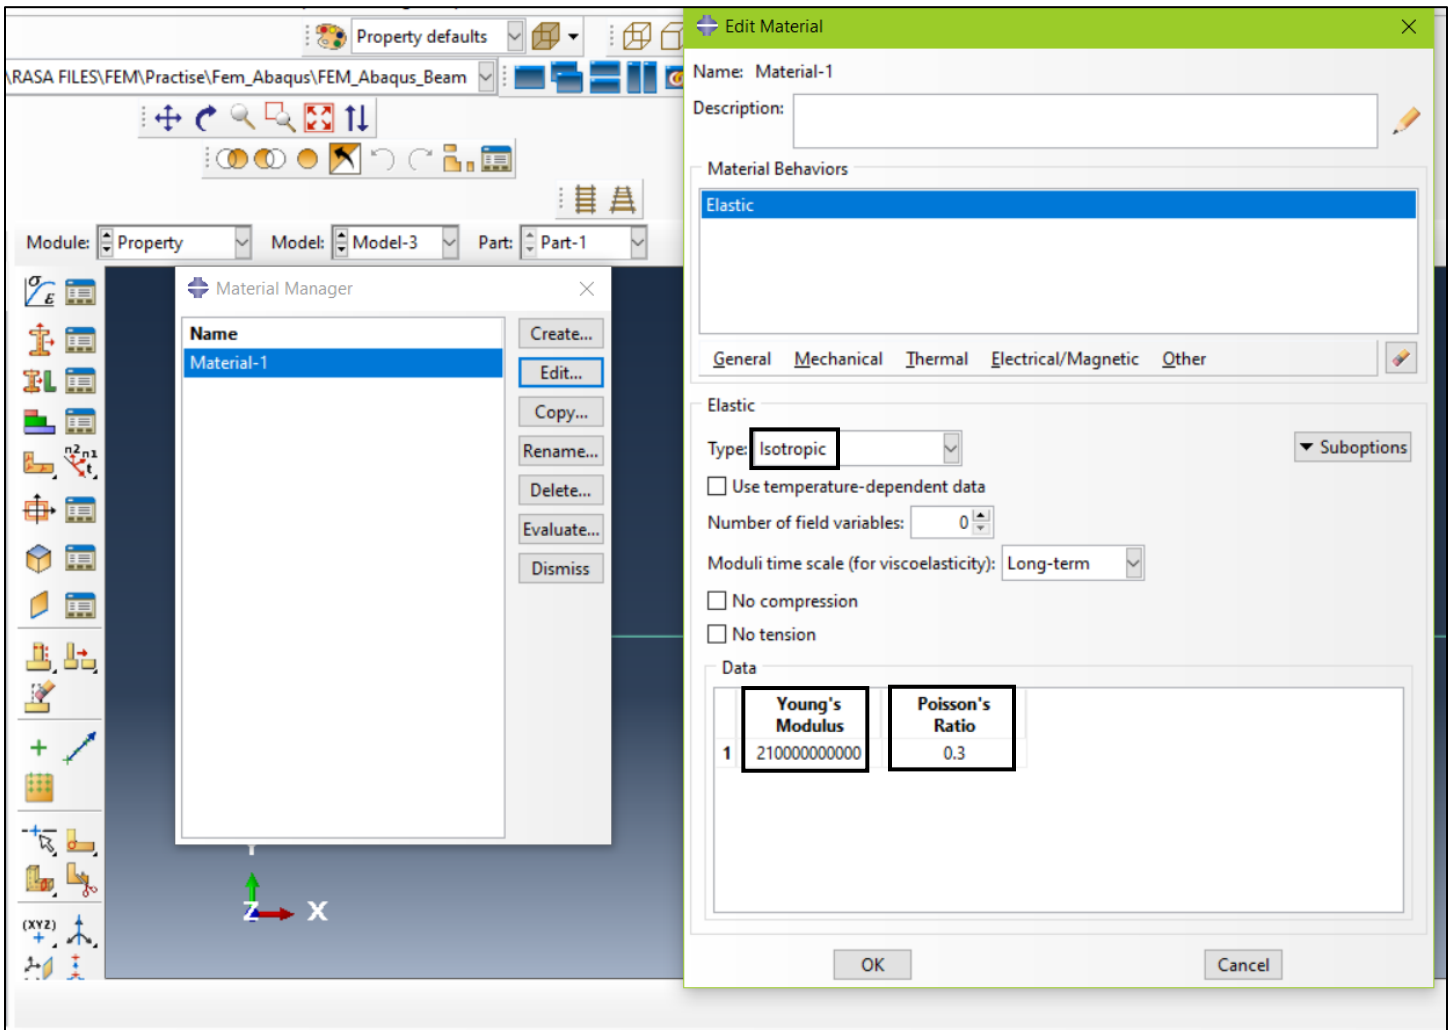 Property defaults
\RASA FILES\FEM\Practise\Fem_Abaqus\FEM_Abaqus_Beam
Module: Property Model: Model-3 Part: Part-1
σ
ε
n2 n1
t
(XYZ)
Material Manager
Name
Material-1
Create...
Edit...
Copy...
Rename...
Delete...
Evaluate...
Dismiss
Z X
Edit Material
Name: Material-1
Description:
Material Behaviors
Elastic
General Mechanical Thermal Electrical/Magnetic Other
Elastic
Type: Isotropic
Suboptions
Use temperature-dependent data
Number of field variables: 0
Moduli time scale (for viscoelasticity): Long-term
No compression
No tension
Data
Young's Poisson's
Modulus Ratio
1 210000000000 0.3
OK Cancel